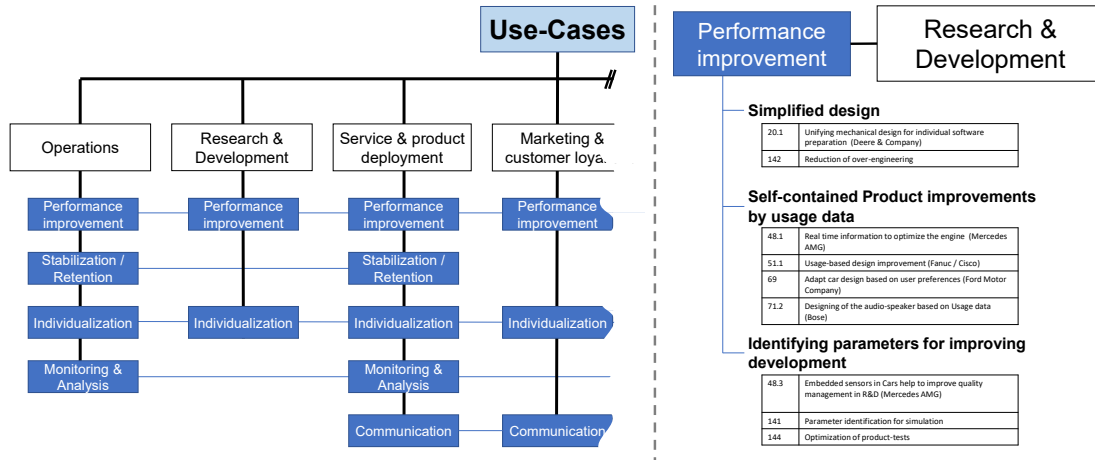 Use-Cases
Operations
Research &
Development
Service & product
deployment
Marketing &
customer loya
Performance
improvement
Performance
improvement
Performance
improvement
Performance
improvement
Stabilization /
Retention
Stabilization /
Retention
Individualization
Individualization
Individualization
Individualization
Monitoring &
Analysis
Monitoring &
Analysis
Communication
Communication
Performance
improvement
Research &
Development
Simplified design
20.1 Unifying mechanical design for individual software
preparation (Deere & Company)
142 Reduction of over-engineering
Self-contained Product improvements
by usage data
48.1 Real time information to optimize the engine (Mercedes
AMG)
51.1 Usage-based design improvement (Fanuc / Cisco)
69 Adapt car design based on user preferences (Ford Motor
Company)
71.2 Designing of the audio-speaker based on Usage data
(Bose)
Identifying parameters for improving
development
48.3 Embedded sensors in Cars help to improve quality
management in R&D (Mercedes AMG)
141 Parameter identification for simulation
144 Optimization of product-tests